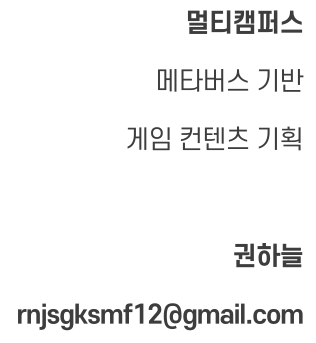 멀티캠퍼스
메타버스 기반
게임 컨텐츠 기획
권하늘
rnjsgksmf12@gmail.com